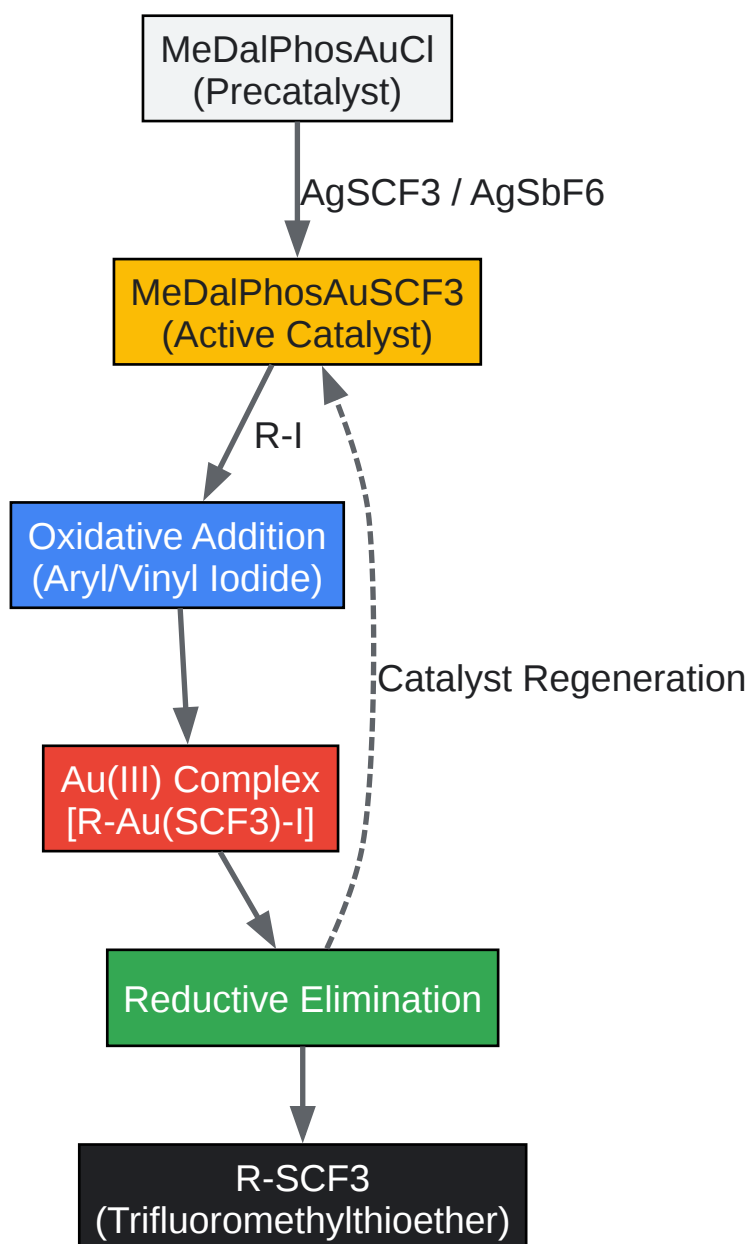 MeDalPhosAuCl
(Precatalyst)
AgSCF3 / AgSbF6
MeDalPhosAuSCF3
(Active Catalyst)
R-I
Oxidative Addition
(Aryl/Vinyl Iodide)
Catalyst Regeneration
Au(III) Complex
[R-Au(SCF3)-I]
Reductive Elimination
R-SCF3
(Trifluoromethylthioether)